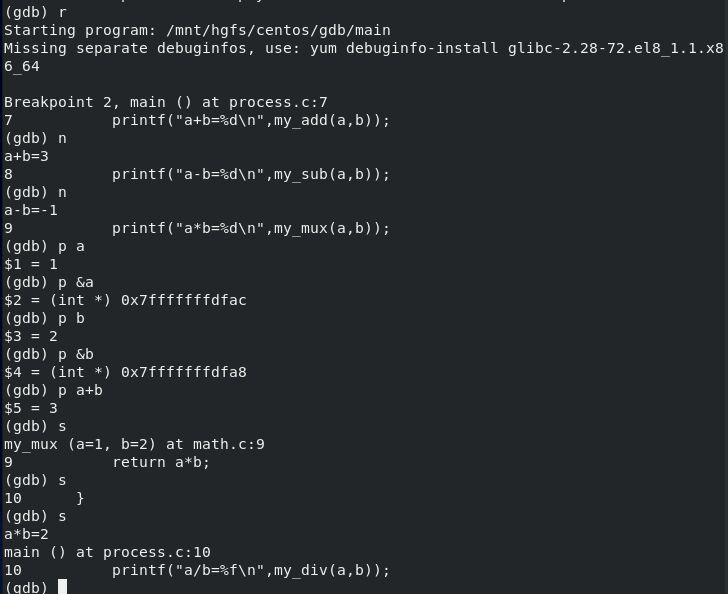 (gdb) r
Starting program: /mnt/hgfs/centos/gdb/main
Missing separate debuginfos, use: yum debuginfo-install glibc-2.28-72.el8_1.1.x8
6_64

Breakpoint 2, main () at process.c:7
7           printf("a+b=%d\n",my_add(a,b));
(gdb) n
a+b=3
8           printf("a-b=%d\n",my_sub(a,b));
(gdb) n
a-b=-1
9           printf("a*b=%d\n",my_mux(a,b));
(gdb) p a
$1 = 1
(gdb) p &a
$2 = (int *) 0x7fffffffdfac
(gdb) p b
$3 = 2
(gdb) p &b
$4 = (int *) 0x7fffffffdfa8
(gdb) p a+b
$5 = 3
(gdb) s
my_mux (a=1, b=2) at math.c:9
9           return a*b;
(gdb) s
10      }
(gdb) s
a*b=2
main () at process.c:10
10          printf("a/b=%f\n",my_div(a,b));
(gdb)